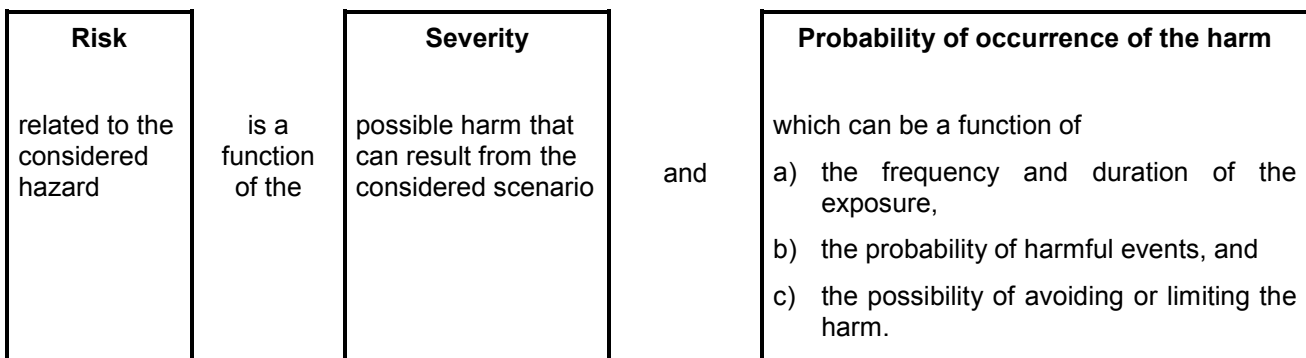 Risk
related to the
considered
hazard
is a
function
of the
Severity
possible harm that
can result from the
considered scenario
and
Probability of occurrence of the harm
which can be a function of
a) the frequency and duration of the
exposure,
b) the probability of harmful events, and
c) the possibility of avoiding or limiting the
harm.